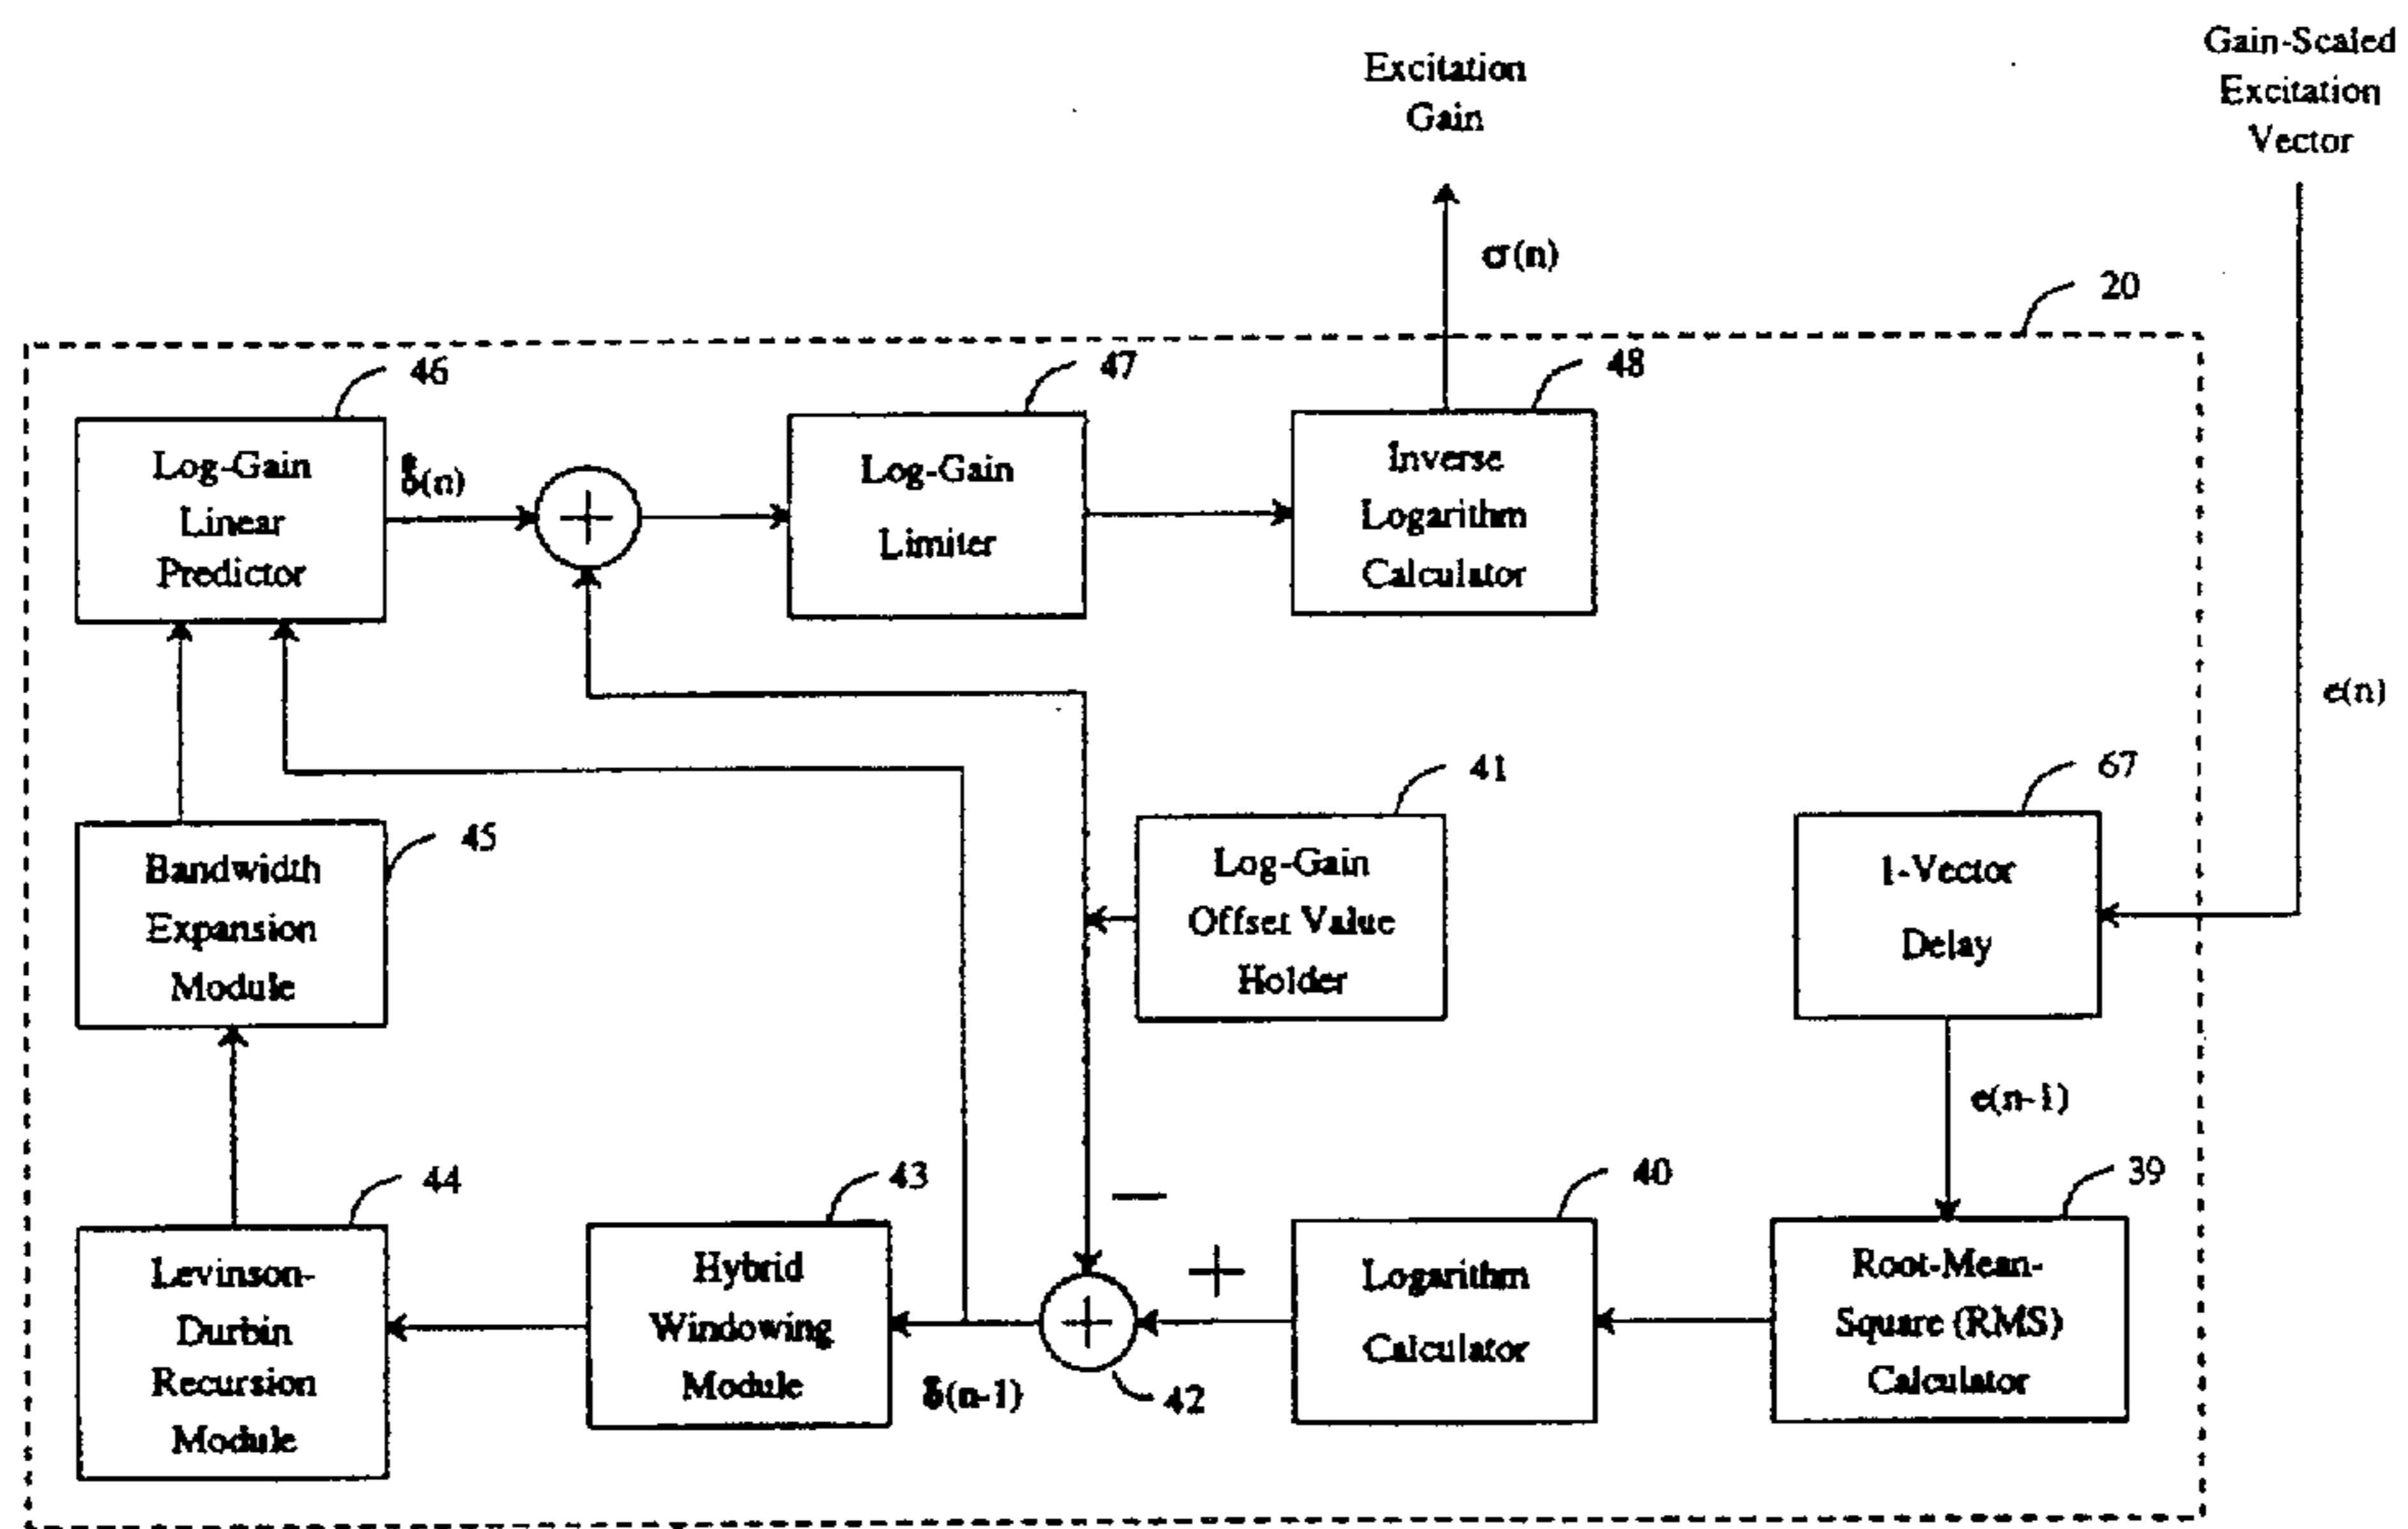 Gain-Scaled
Excitation
Vector
Excitation
Gain
σ(n)
20
46
47
48
Log-Gain
Linear
Predictor
(n)
+
Log-Gain
Limiter
Inverse
Logarithm
Calculator
e(n)
41
67
45
Bandwidth
Expansion
Module
Log-Gain
Offset Value
Holder
1-Vector
Delay
e(n-1)
44
43
40
39
−
+
Levinson-
Durbin
Recursion
Module
Hybrid
Windowing
Module
δ(n-1)
+
42
Logarithm
Calculator
Root-Mean-
Square (RMS)
Calculator